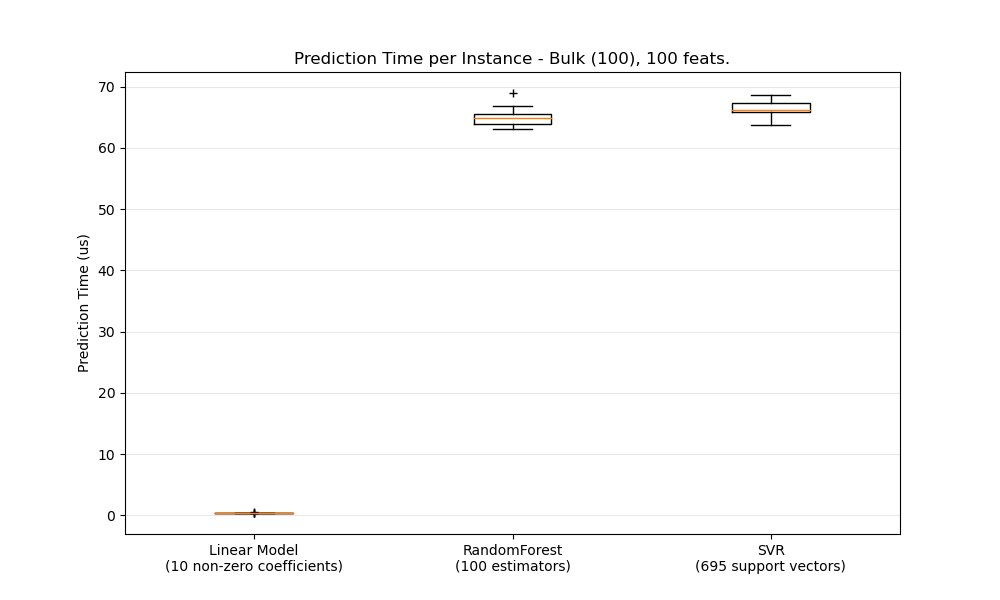 Prediction Time per Instance - Bulk (100), 100 feats.
Prediction Time (us)
70
60
50
40
30
20
10
0
Linear Model
(10 non-zero coefficients)
RandomForest
(100 estimators)
SVR
(695 support vectors)